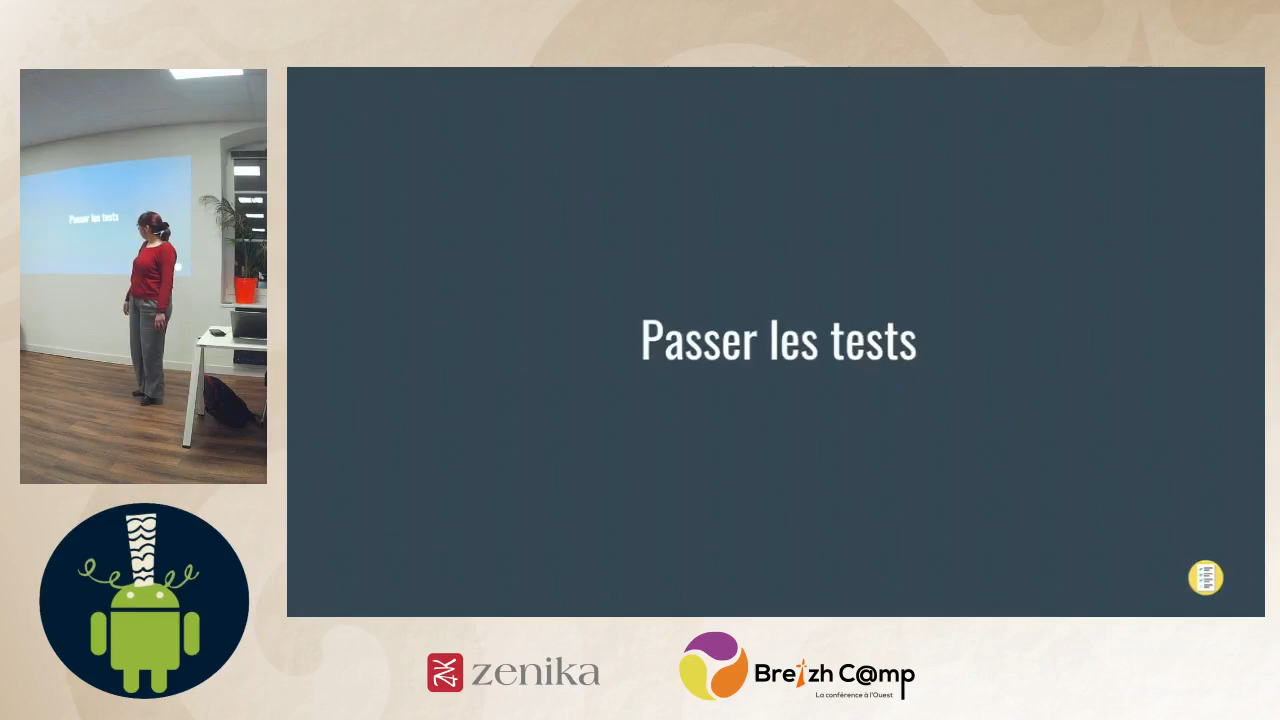 Passer les tests
Passer les tests
zenika
Breizh C@mp
La conférence à l'Ouest